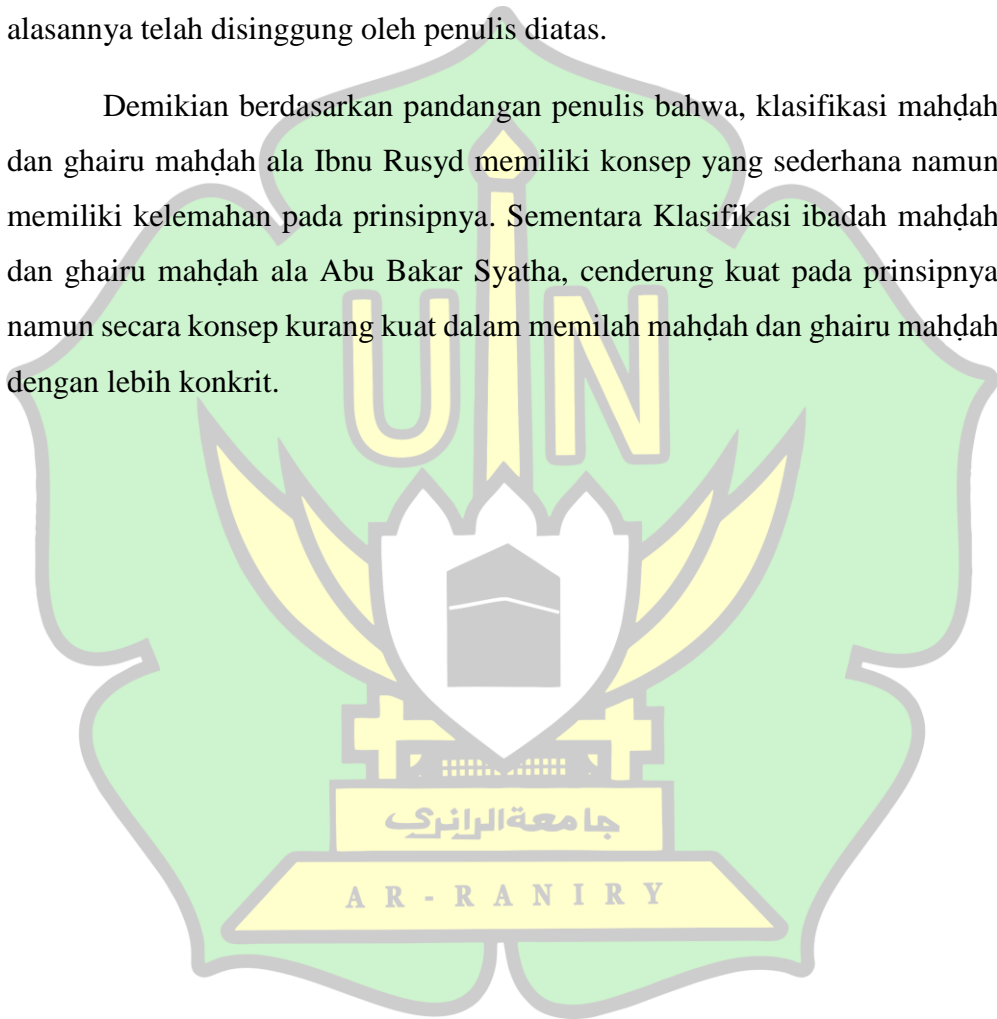 alasannya telah disinggung oleh penulis diatas.
Demikian berdasarkan pandangan penulis bahwa, klasifikasi mahḍah
dan ghairu mahḍah ala Ibnu Rusyd memiliki konsep yang sederhana namun
memiliki kelemahan pada prinsipnya. Sementara Klasifikasi ibadah mahḍah
dan ghairu mahḍah ala Abu Bakar Syatha, cenderung kuat pada prinsipnya
namun secara konsep kurang kuat dalam memilah mahḍah dan ghairu mahḍah
dengan lebih konkrit.
UIN
جامعة الرانري
AR-RANIRY